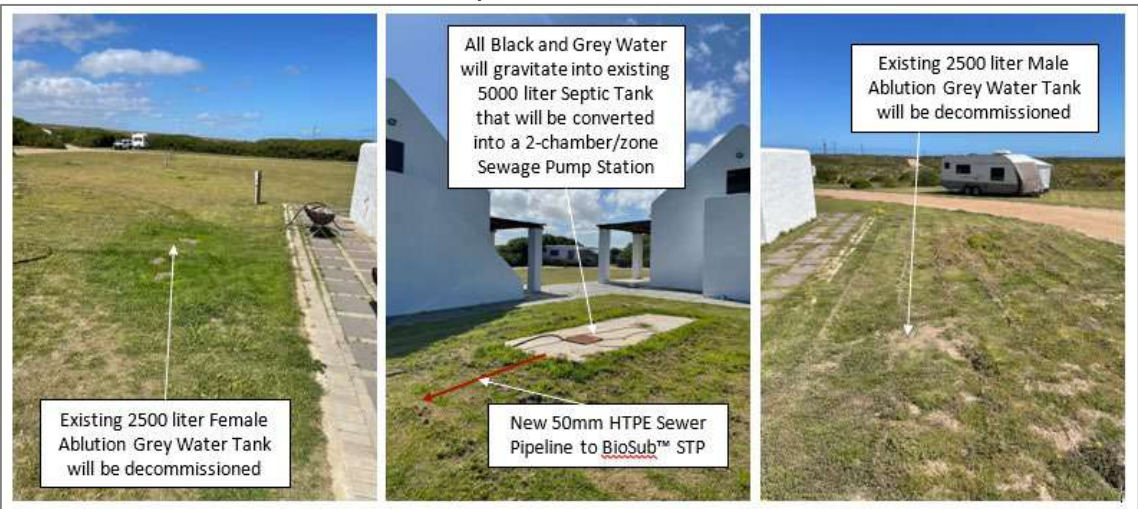 Existing 2500 liter Female
Ablution Grey Water Tank
will be decommissioned
All Black and Grey Water
will gravitate into existing
5000 liter Septic Tank
that will be converted
into a 2-chamber/zone
Sewage Pump Station
New 50mm HTPE Sewer
Pipeline to BioSub™ STP
Existing 2500 liter Male
Ablution Grey Water Tank
will be decommissioned